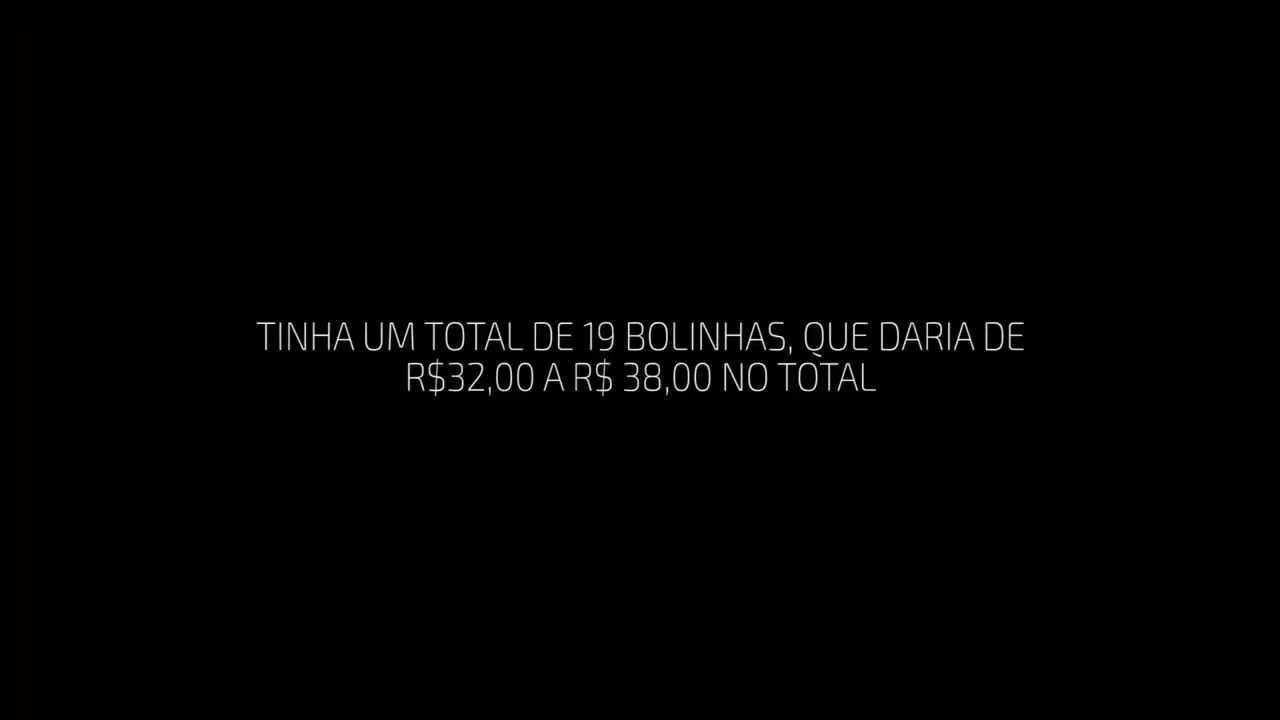 TINHA UM TOTAL DE 19 BOLINHAS, QUE DARIA DE
R$32,00 A R$ 38,00 NO TOTAL